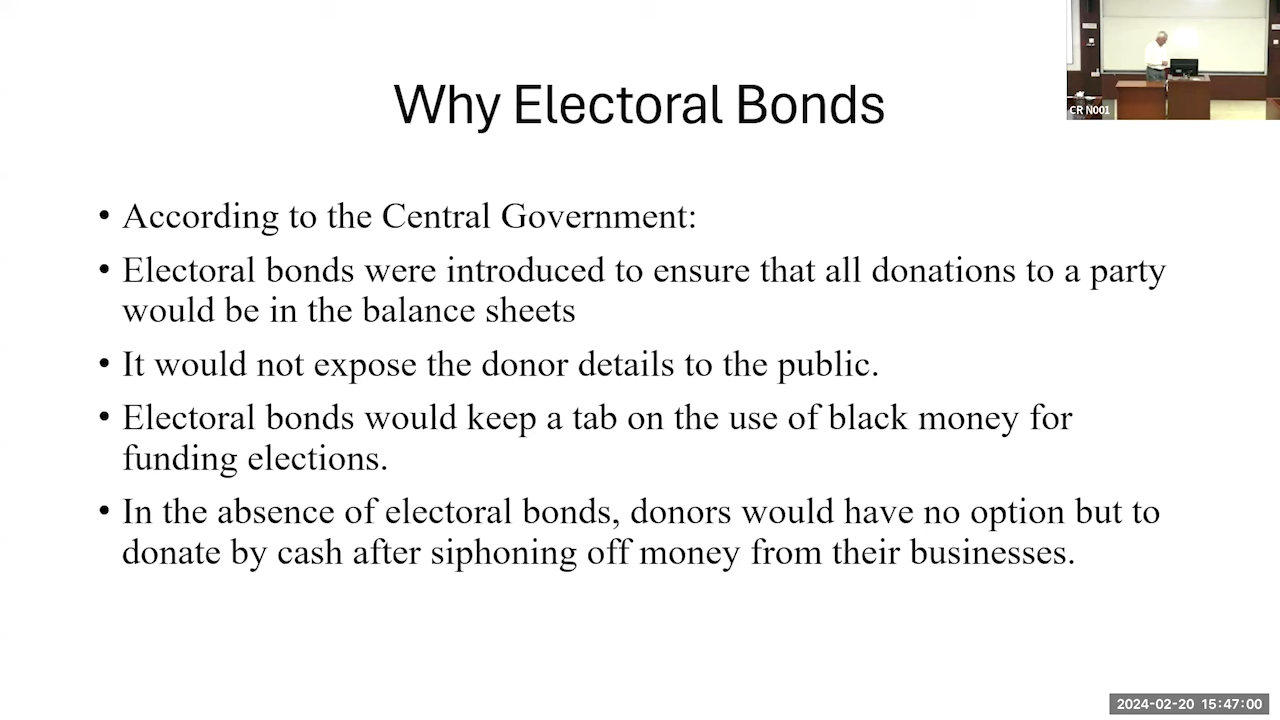 Why Electoral Bonds
CR N001
• According to the Central Government:
• Electoral bonds were introduced to ensure that all donations to a party
would be in the balance sheets
• It would not expose the donor details to the public.
• Electoral bonds would keep a tab on the use of black money for
funding elections.
• In the absence of electoral bonds, donors would have no option but to
donate by cash after siphoning off money from their businesses.
2024-02-20 15:47:00